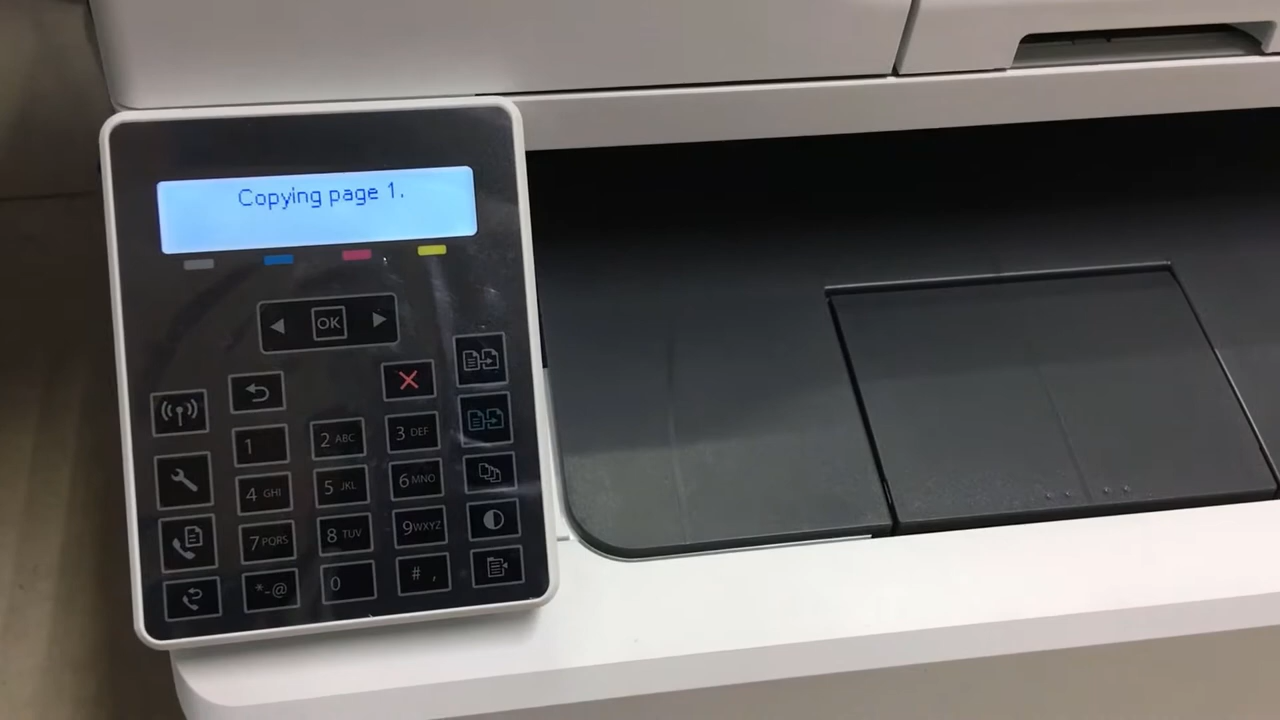 Copying page 1.
OK
1
2 ABC
3 DEF
4 GHI
5 JKL
6 MNO
7 PQRS
8 TUV
9 WXYZ
*-@
0
# ,